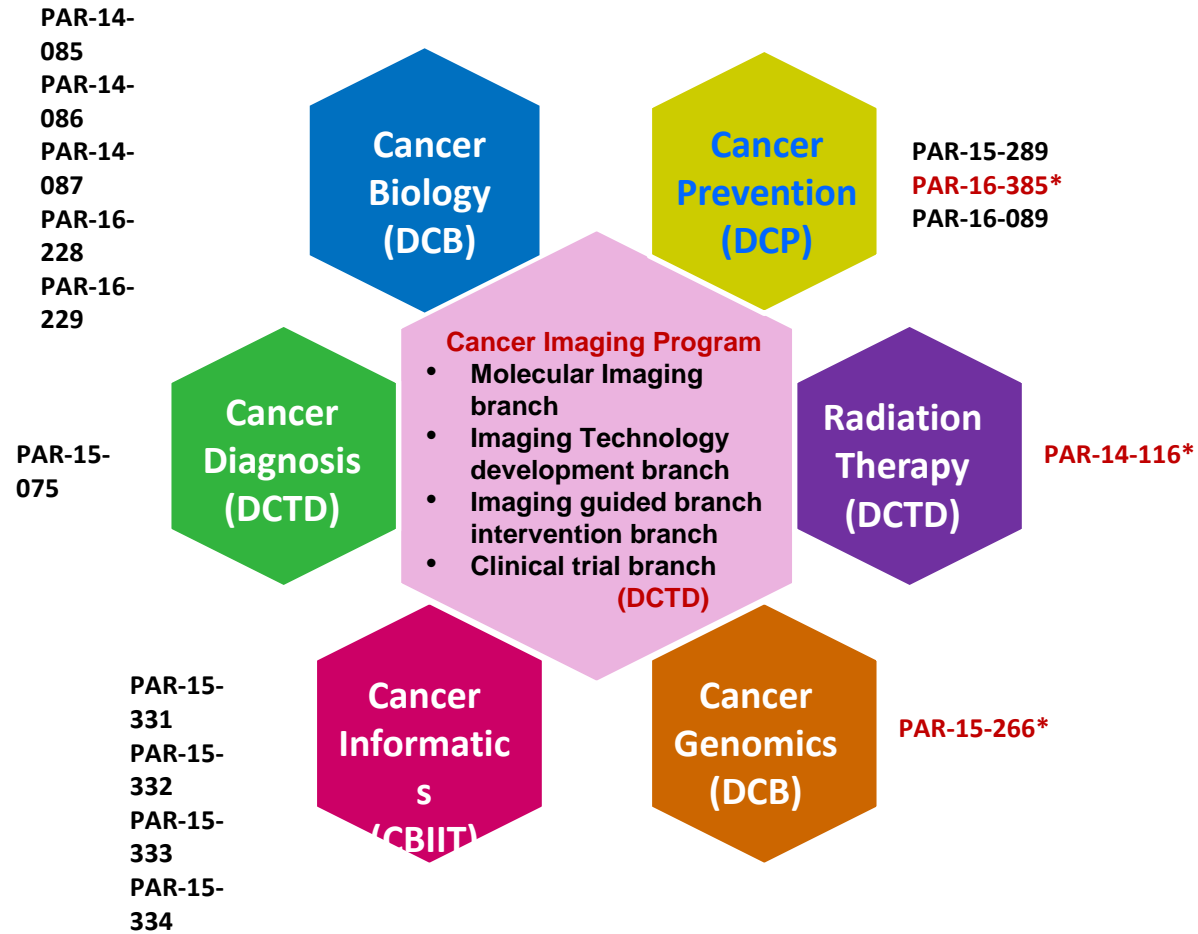 PAR-14-
085
PAR-14-
086
PAR-14-
087
PAR-16-
228
PAR-16-
229
Cancer
Biology
(DCB)
Cancer
Prevention
(DCP)
PAR-15-289
PAR-16-385*
PAR-16-089
Cancer Imaging Program
• Molecular Imaging
branch
• Imaging Technology
development branch
• Imaging guided branch
intervention branch
• Clinical trial branch
(DCTD)
PAR-15-
075
Cancer
Diagnosis
(DCTD)
Radiation
Therapy
(DCTD)
PAR-14-116*
PAR-15-
331
PAR-15-
332
PAR-15-
333
PAR-15-
334
Cancer
Informatic
s
(CBIIT)
Cancer
Genomics
(DCB)
PAR-15-266*